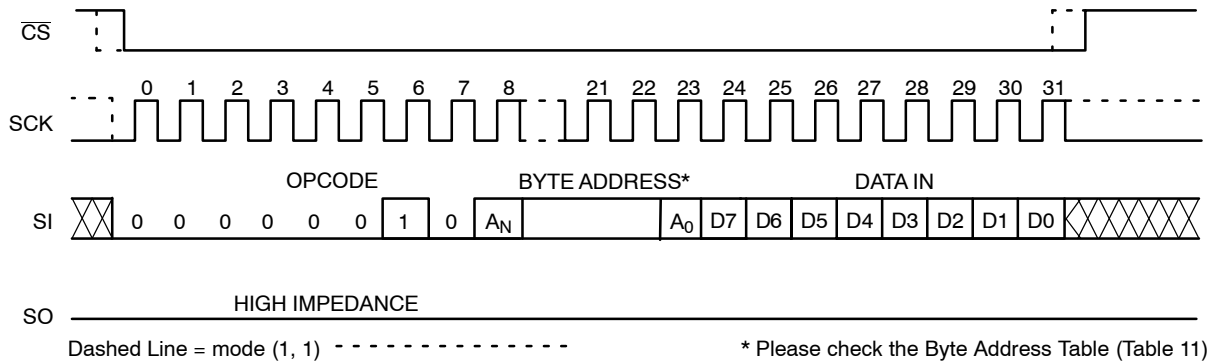 CS
0 1 2 3 4 5 6 7 8 21 22 23 24 25 26 27 28 29 30 31
SCK
OPCODE BYTE ADDRESS* DATA IN
SI 0 0 0 0 0 0 1 0 AN A0 D7 D6 D5 D4 D3 D2 D1 D0
HIGH IMPEDANCE
SO
Dashed Line = mode (1, 1) * Please check the Byte Address Table (Table 11)